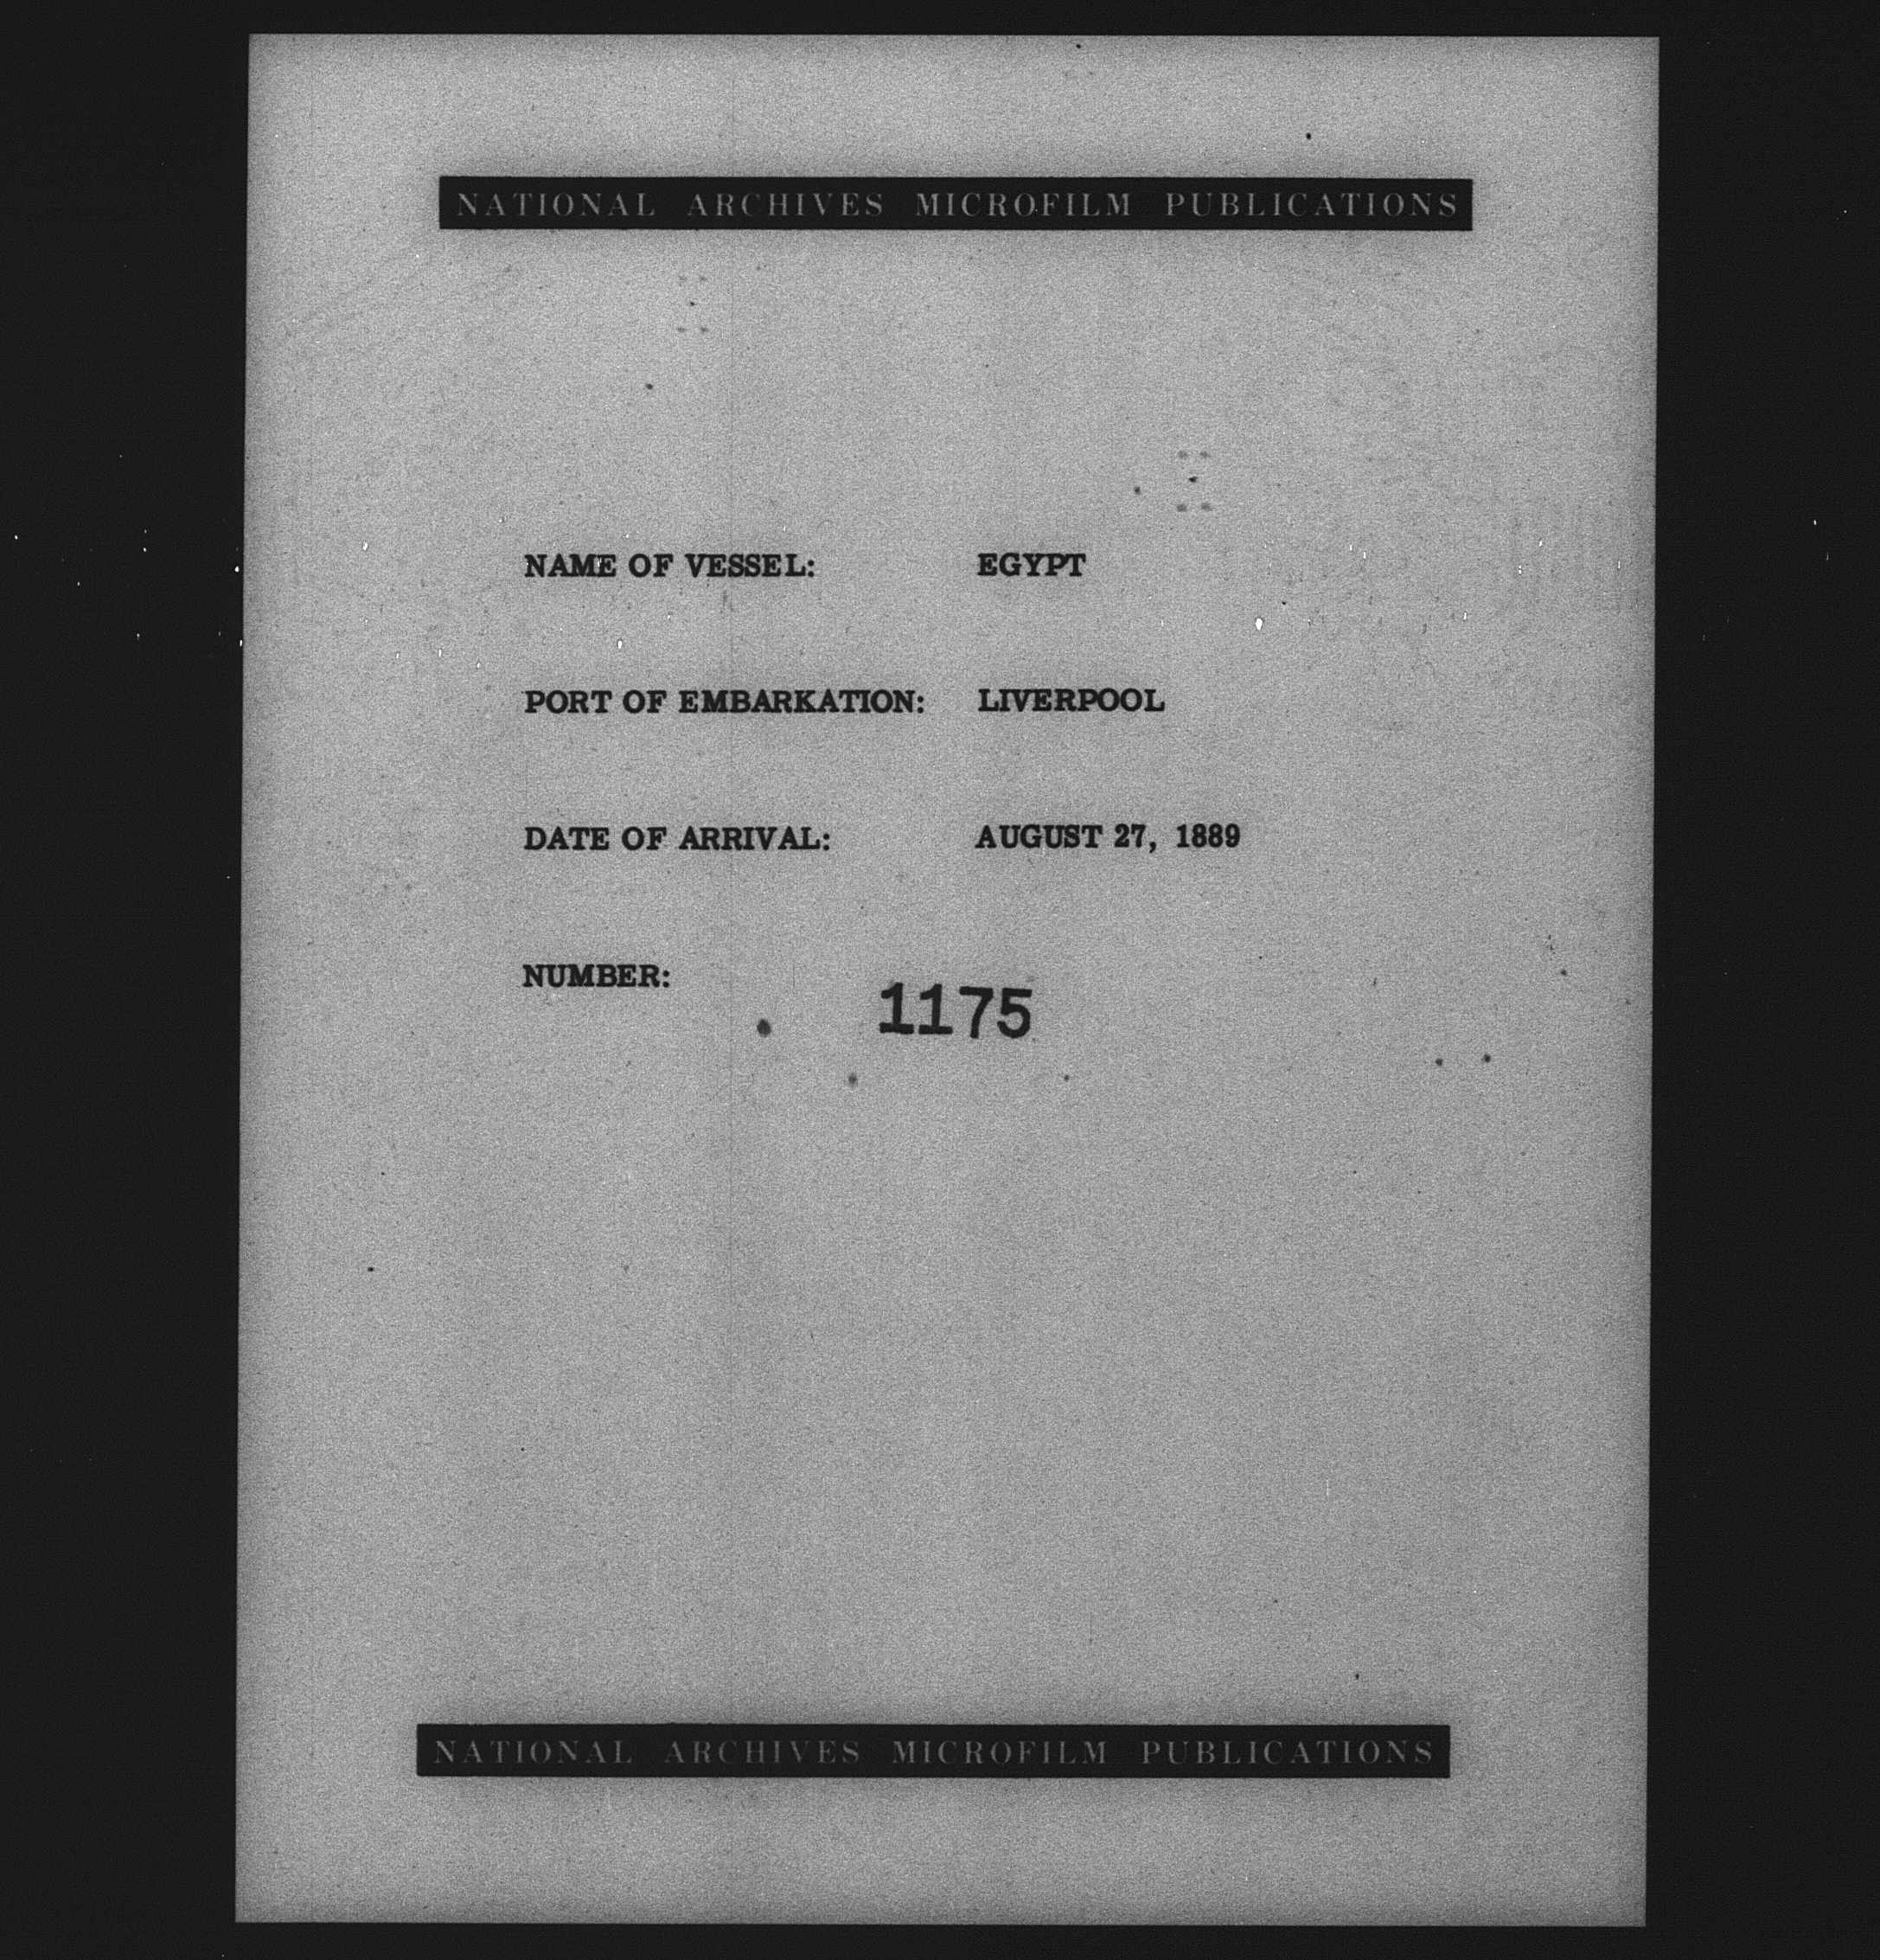 NATIONAL ARCHIVES MICROFILM PUBLICATIONS
NAME OF VESSEL: EGYPT
PORT OF EMBARKATION: LIVERPOOL
DATE OF ARRIVAL: AUGUST 27, 1889
NUMBER: 1175
NATIONAL ARCHIVES MICROFILM PUBLICATIONS